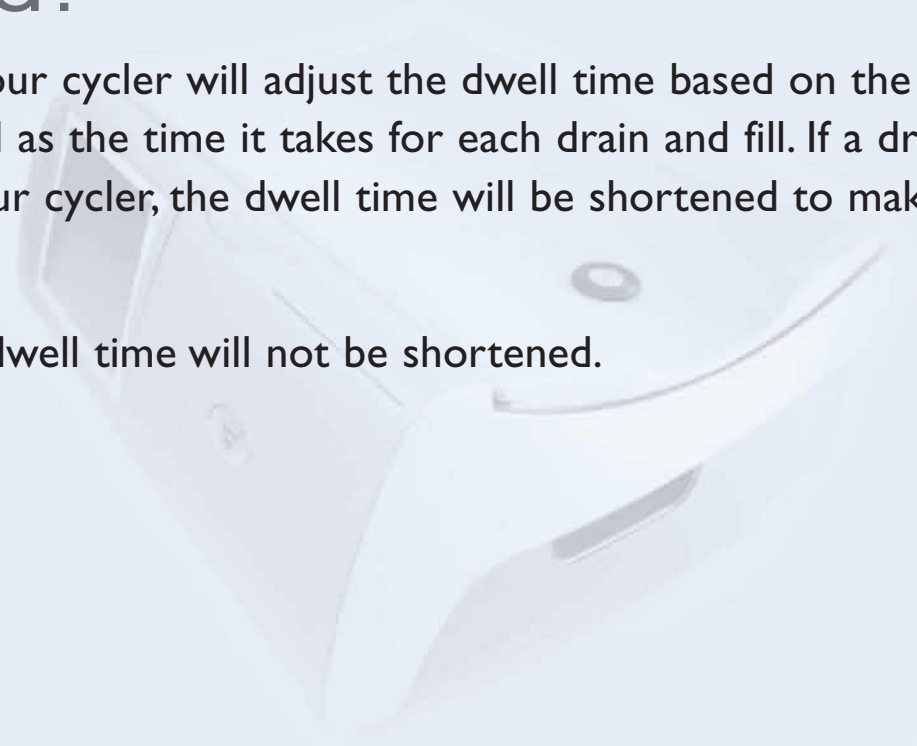 our cycler will adjust the dwell time based on the
as the time it takes for each drain and fill. If a dr
ur cycler, the dwell time will be shortened to mak
dwell time will not be shortened.